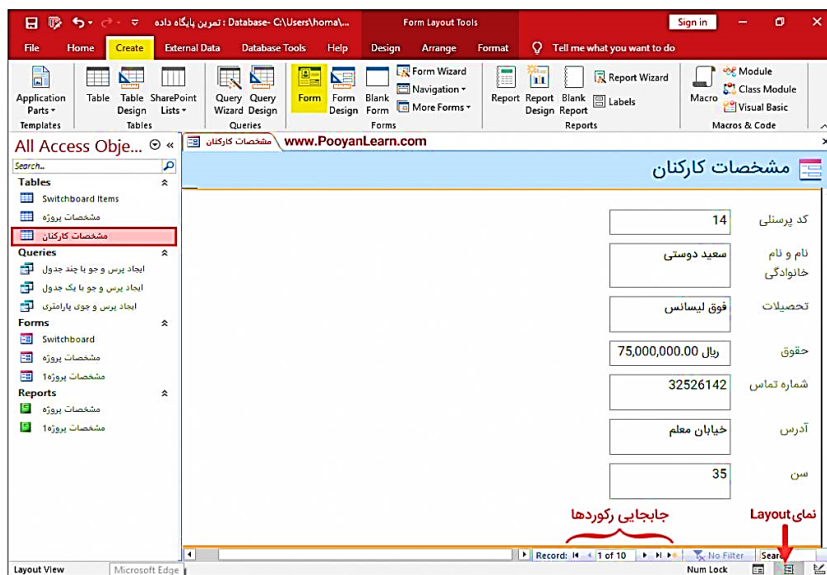 Database- C:\Users\homa\... : تمرین پایگاه داده
Form Layout Tools
Sign in
File Home Create External Data Database Tools Help Design Arrange Format Tell me what you want to do
Application Parts
Table
Table Design
SharePoint Lists
Query Wizard
Query Design
Form
Form Design
Blank Form
Form Wizard
Navigation
More Forms
Report
Report Design
Blank Report
Report Wizard
Labels
Macro
Module
Class Module
Visual Basic
Templates Tables Queries Forms Reports Macros & Code
All Access Obje...
Search...
Tables
Switchboard Items
مشخصات پروژه
مشخصات کارکنان
Queries
ایجاد پرس و جو با چند جدول
ایجاد پرس و جو با یک جدول
ایجاد پرس و جوی پارامتری
Forms
Switchboard
مشخصات پروژه
مشخصات پروژه1
Reports
مشخصات پروژه
مشخصات پروژه1
مشخصات کارکنان
www.PooyanLearn.com
مشخصات کارکنان
کد پرسنلی 14
نام و نام خانوادگی سعید دوستی
تحصیلات فوق لیسانس
حقوق ریال 75,000,000.00
شماره تماس 32526142
آدرس خیابان معلم
سن 35
جابجایی رکوردها
نمای Layout
Record: 1 of 10 No Filter Sear
Layout View
Microsoft Edge
Num Lock